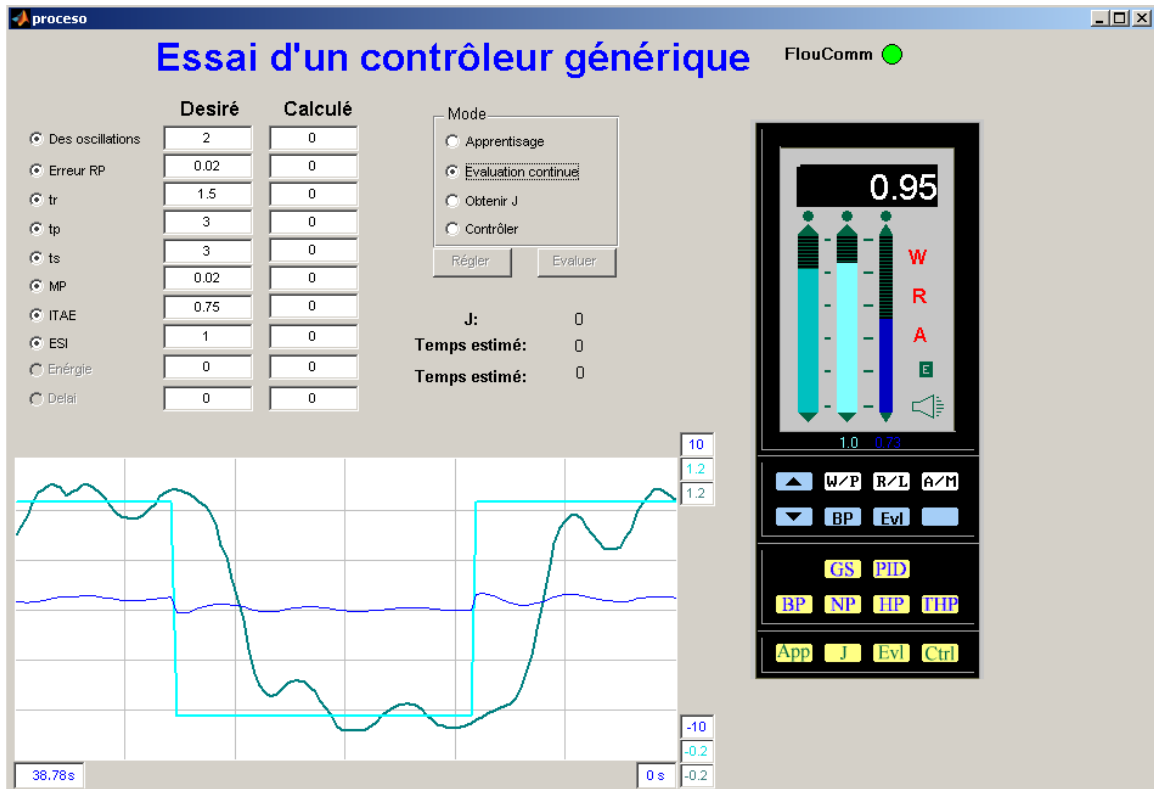 proceso
Essai d'un contrôleur générique
FlouComm
Desiré Calculé
Des oscillations 2 0
Erreur RP 0.02 0
tr 1.5 0
tp 3 0
ts 3 0
MP 0.02 0
ITAE 0.75 0
ESI 1 0
Enérgie 0 0
Delai 0 0
Mode
Apprentisage
Evaluation continue
Obtenir J
Contrôler
Régler Evaluer
J: 0
Temps estimé: 0
Temps estimé: 0
0.95
W
R
A
E
1.0 0.73
W/P R/L A/M
BP Evl
GS PID
BP NP HP THP
App J Evl Ctrl
10
1.2
1.2
-10
-0.2
-0.2
38.78s 0 s